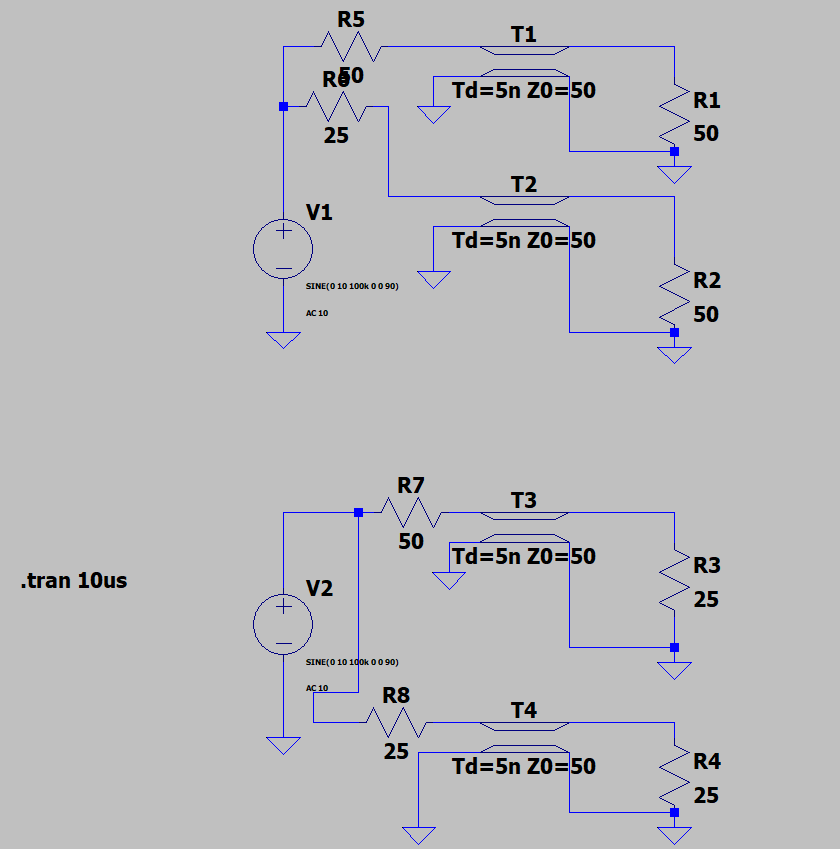 R5
50
R6
25
T1
Td=5n Z0=50
R1
50
T2
Td=5n Z0=50
V1
SINE(0 10 100k 0 0 90)
AC 10
R2
50
R7
50
T3
Td=5n Z0=50
R3
25
.tran 10us
V2
SINE(0 10 100k 0 0 90)
AC 10
R8
25
T4
Td=5n Z0=50
R4
25